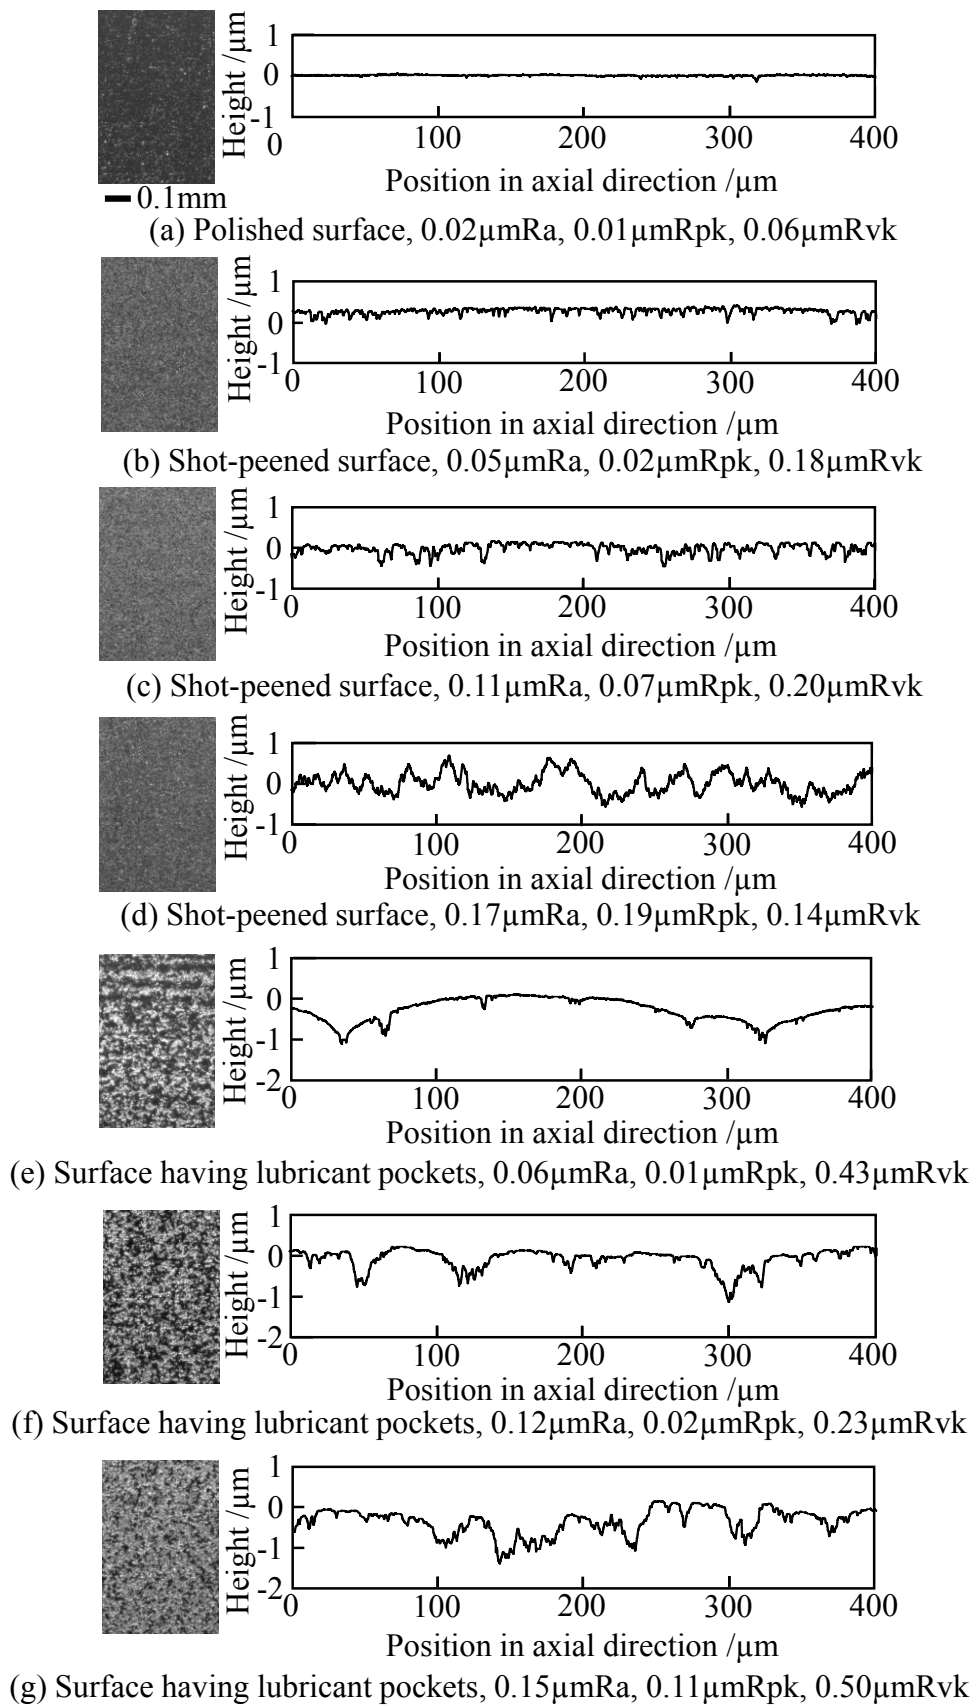 1
0
-1
Height /µm
0
100
200
300
400
Position in axial direction /µm
0.1mm
(a) Polished surface, 0.02µmRa, 0.01µmRpk, 0.06µmRvk
1
0
-1
Height /µm
0
100
200
300
400
Position in axial direction /µm
(b) Shot-peened surface, 0.05µmRa, 0.02µmRpk, 0.18µmRvk
1
0
-1
Height /µm
0
100
200
300
400
Position in axial direction /µm
(c) Shot-peened surface, 0.11µmRa, 0.07µmRpk, 0.20µmRvk
1
0
-1
Height /µm
0
100
200
300
400
Position in axial direction /µm
(d) Shot-peened surface, 0.17µmRa, 0.19µmRpk, 0.14µmRvk
1
0
-1
-2
Height /µm
0
100
200
300
400
Position in axial direction /µm
(e) Surface having lubricant pockets, 0.06µmRa, 0.01µmRpk, 0.43µmRvk
1
0
-1
-2
Height /µm
0
100
200
300
400
Position in axial direction /µm
(f) Surface having lubricant pockets, 0.12µmRa, 0.02µmRpk, 0.23µmRvk
1
0
-1
-2
Height /µm
0
100
200
300
400
Position in axial direction /µm
(g) Surface having lubricant pockets, 0.15µmRa, 0.11µmRpk, 0.50µmRvk